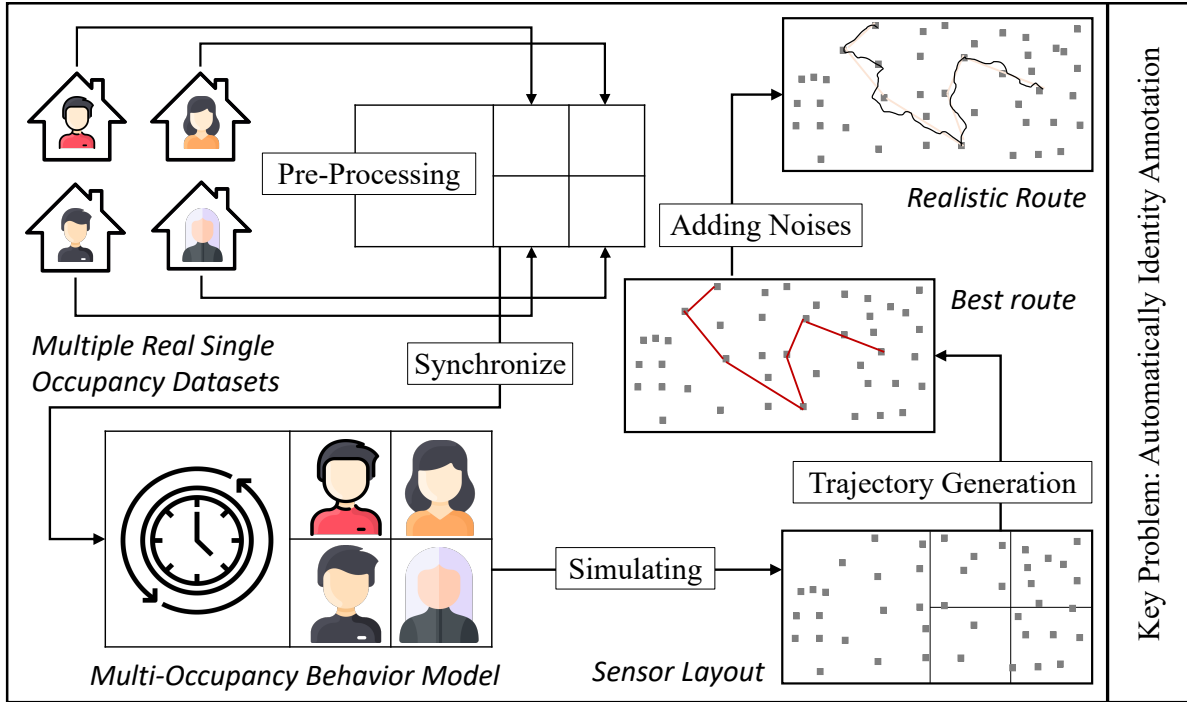 Pre-Processing
Realistic Route
Adding Noises
Best route
Multiple Real Single
Occupancy Datasets
Synchronize
Trajectory Generation
Simulating
Multi-Occupancy Behavior Model
Sensor Layout
Key Problem: Automatically Identity Annotation